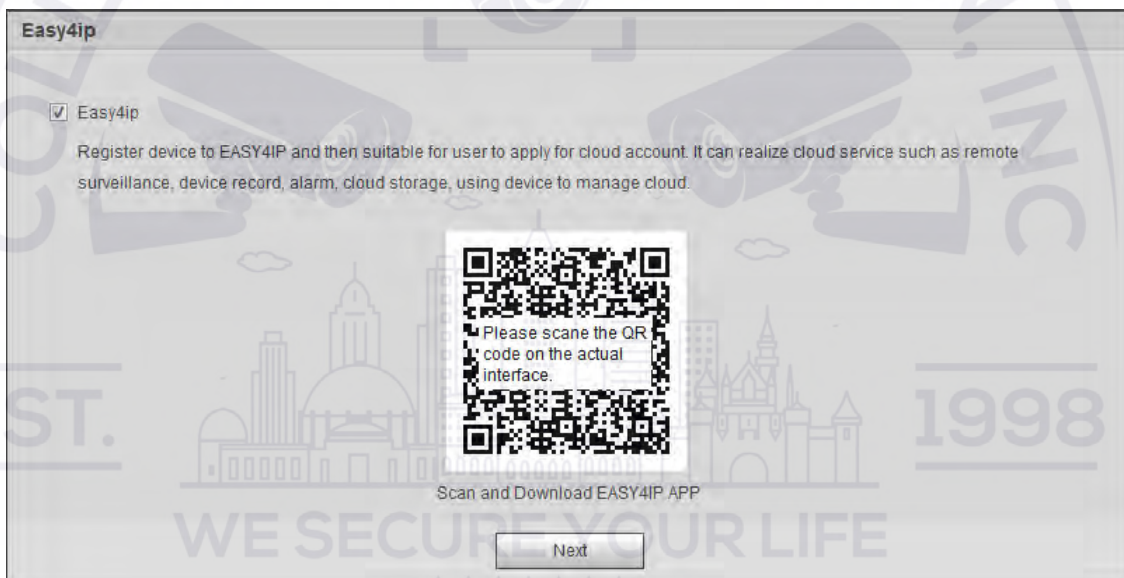 Easy4ip
Easy4ip
Register device to EASY4IP and then suitable for user to apply for cloud account. It can realize cloud service such as remote
surveillance, device record, alarm, cloud storage, using device to manage cloud.
Please scane the QR
code on the actual
interface.
EST. 1998
Scan and Download EASY4IP APP
WE SECURE YOUR LIFE
Next
, INC